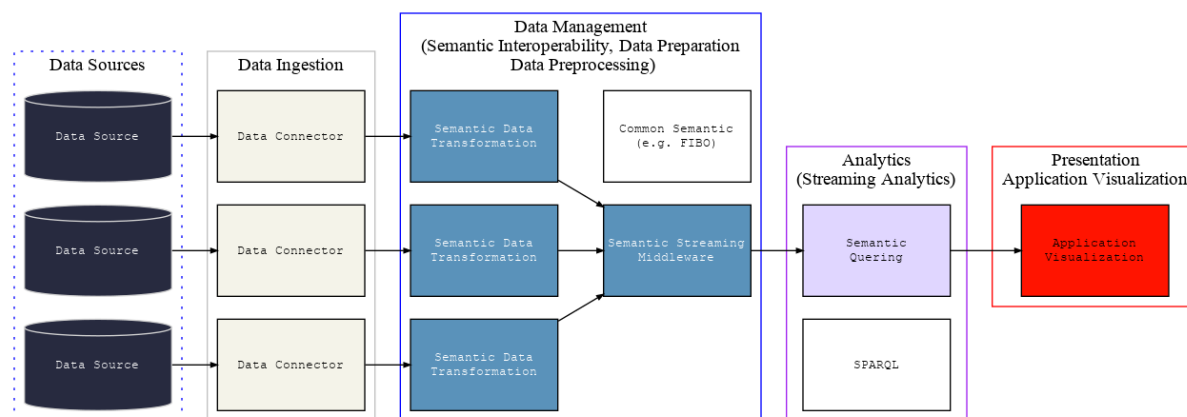 Data Sources
Data Source
Data Source
Data Source
Data Ingestion
Data Connector
Data Connector
Data Connector
Data Management
(Semantic Interoperability, Data Preparation
Data Preprocessing)
Semantic Data
Transformation
Semantic Data
Transformation
Semantic Data
Transformation
Common Semantic
(e.g. FIBO)
Semantic Streaming
Middleware
Analytics
(Streaming Analytics)
Semantic
Quering
SPARQL
Presentation
Application Visualization
Application
Visualization